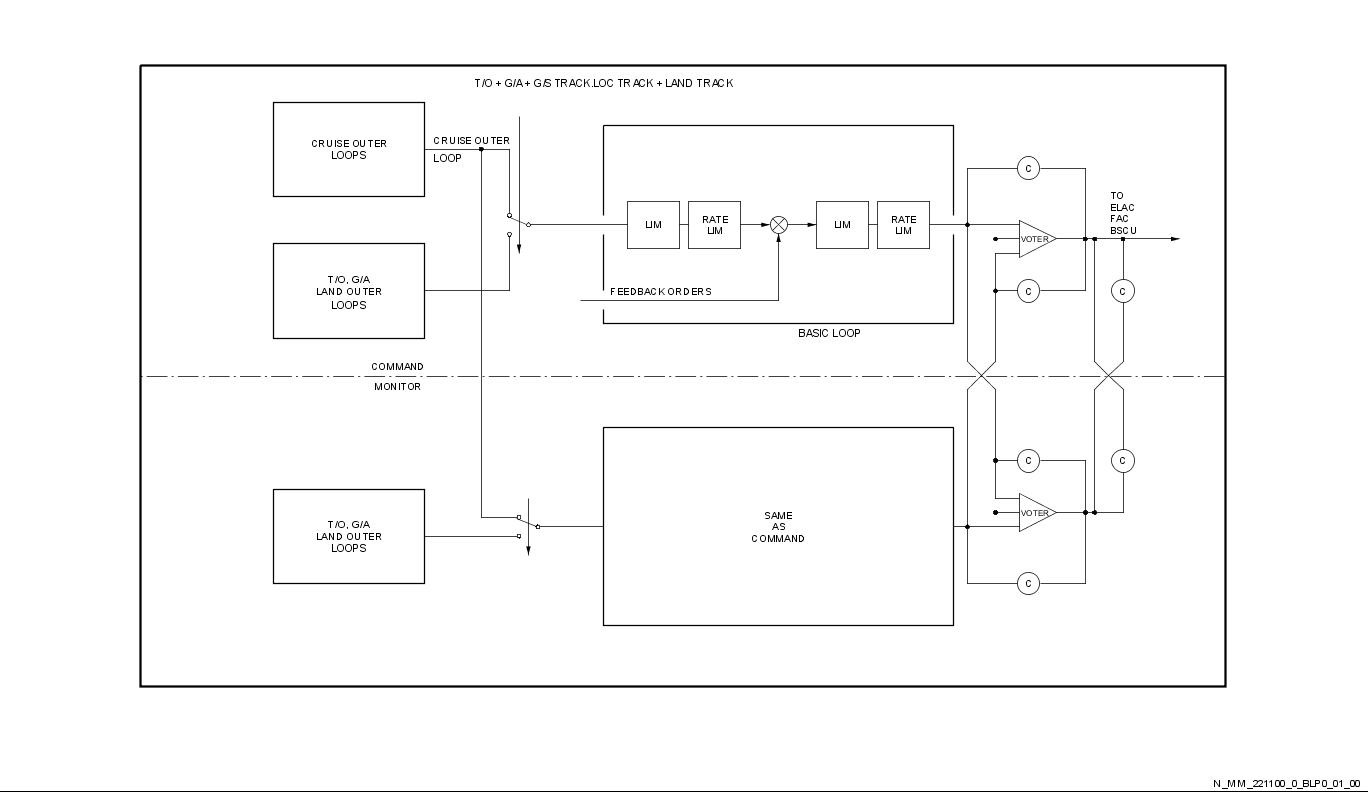 T/O + G/A + G/S TRACK.LOC TRACK + LAND TRACK
CRUISE OUTER
LOOPS
CRUISE OUTER
LOOP
C
TO
ELAC
FAC
BSCU
LIM
RATE
LIM
LIM
RATE
LIM
VOTER
T/O, G/A
LAND OUTER
LOOPS
FEEDBACK ORDERS
C
C
BASIC LOOP
COMMAND
MONITOR
C
C
T/O, G/A
LAND OUTER
LOOPS
SAME
AS
COMMAND
VOTER
C
N_MM_221100_0_BLP0_01_00